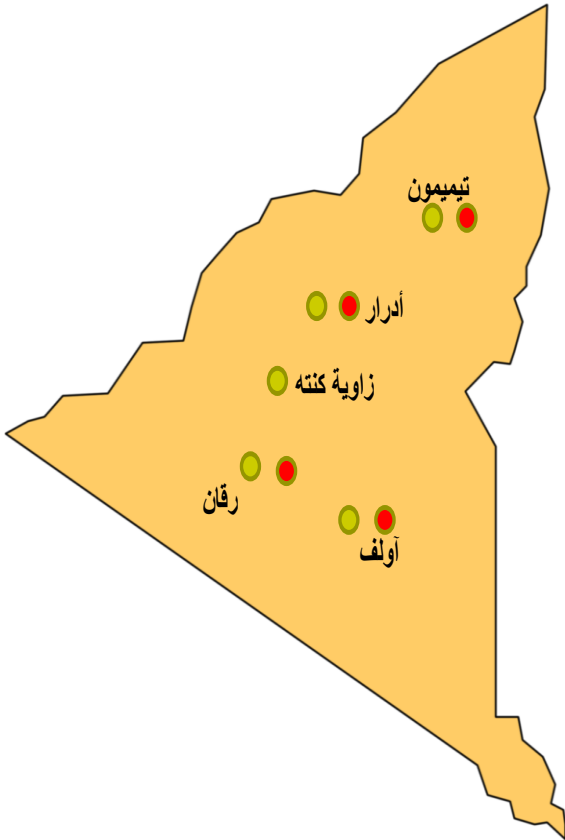 تيميمون
أدرار
زاوية كنته
رقان
آولف